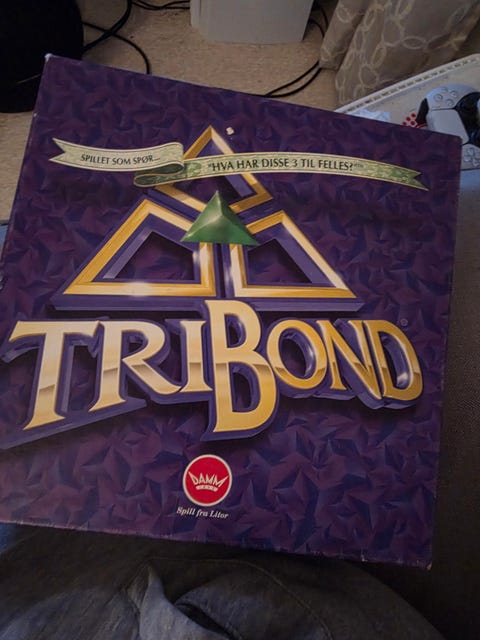 SPILLET SOM SPØR...
"HVA HAR DISSE 3 TIL FELLES?"
TRIBOND
DAMM
Spill fra Litor